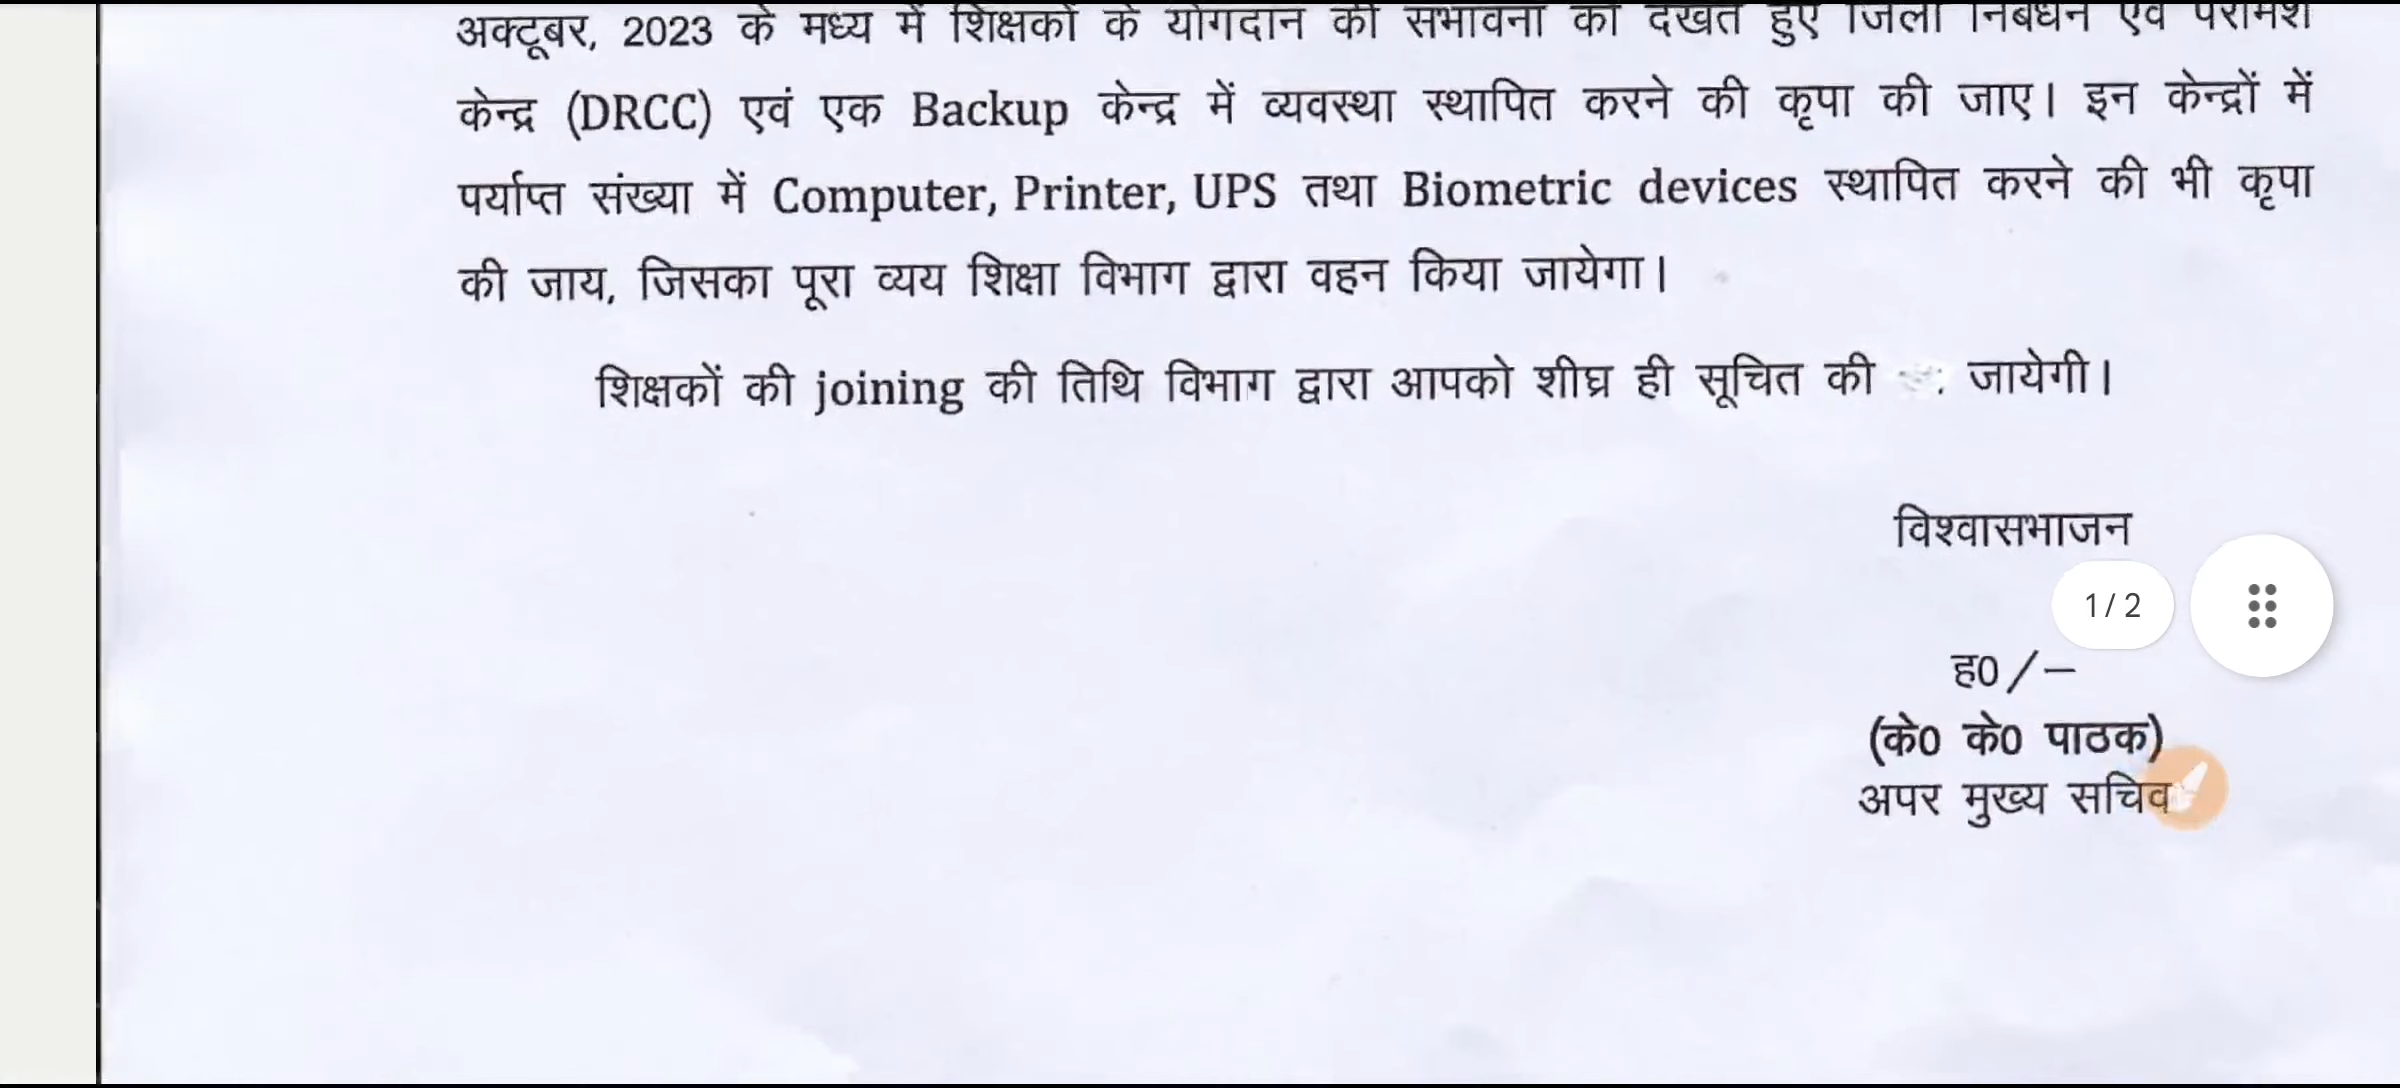 अक्टूबर, 2023 के मध्य में शिक्षकों के योगदान की संभावना को देखते हुए जिला निबंधन एवं परामर्श
केन्द्र (DRCC) एवं एक Backup केन्द्र में व्यवस्था स्थापित करने की कृपा की जाए। इन केन्द्रों में
पर्याप्त संख्या में Computer, Printer, UPS तथा Biometric devices स्थापित करने की भी कृपा
की जाय, जिसका पूरा व्यय शिक्षा विभाग द्वारा वहन किया जायेगा।
शिक्षकों की joining की तिथि विभाग द्वारा आपको शीघ्र ही सूचित की जायेगी।
विश्वासभाजन
1 / 2
ह0/–
(के0 के0 पाठक)
अपर मुख्य सचिव